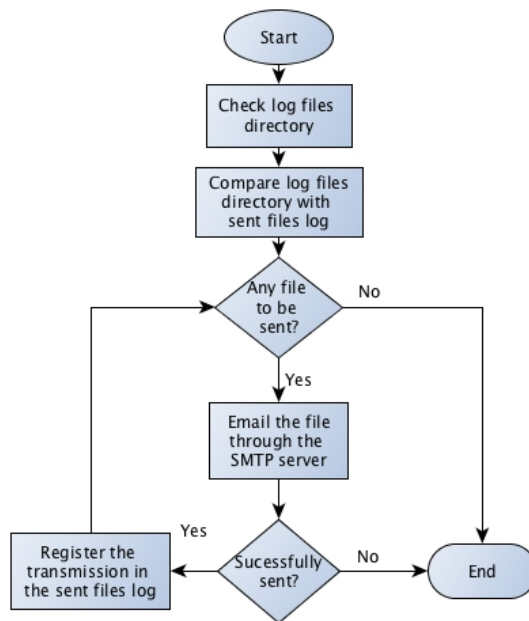 Start
Check log files
directory
Compare log files
directory with
sent files log
Any file
to be
sent?
No
Yes
Email the file
through the
SMTP server
Yes
Register the
transmission in
the sent files log
Sucessfully
sent?
No
End